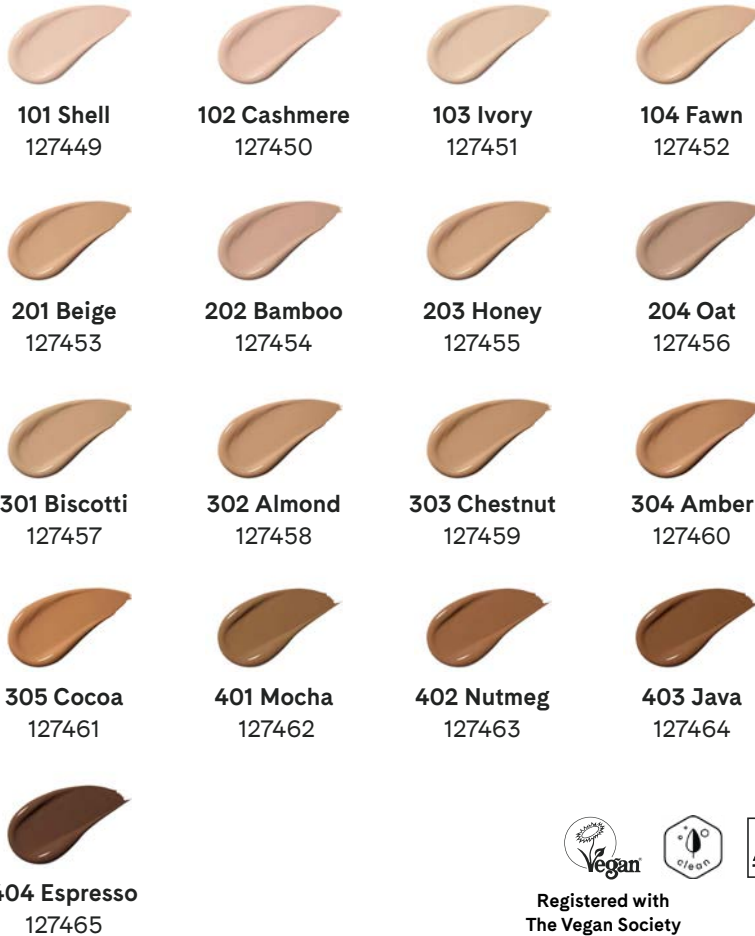 101 Shell
127449
102 Cashmere
127450
103 Ivory
127451
104 Fawn
127452
201 Beige
127453
202 Bamboo
127454
203 Honey
127455
204 Oat
127456
301 Biscotti
127457
302 Almond
127458
303 Chestnut
127459
304 Amber
127460
305 Cocoa
127461
401 Mocha
127462
402 Nutmeg
127463
403 Java
127464
404 Espresso
127465
Vegan
clean
Registered with
The Vegan Society